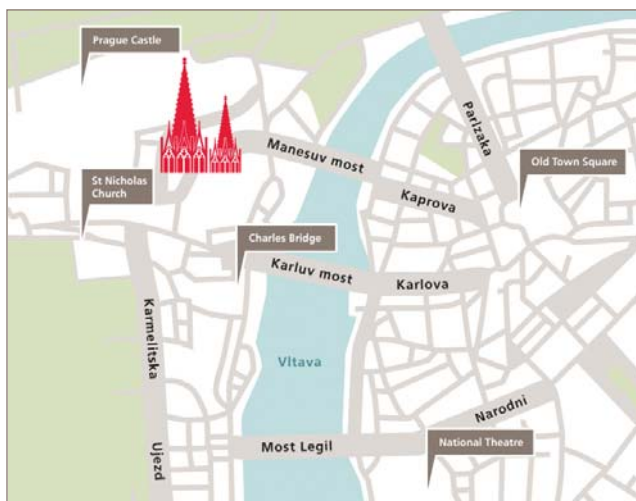 Prague Castle
Parlzaka
Manesuv most
Old Town Square
St Nicholas
Church
Kaprova
Charles Bridge
Karluv most
Karlova
Karmelitska
Vltava
Narodni
Most Legil
National Theatre
Ujezd